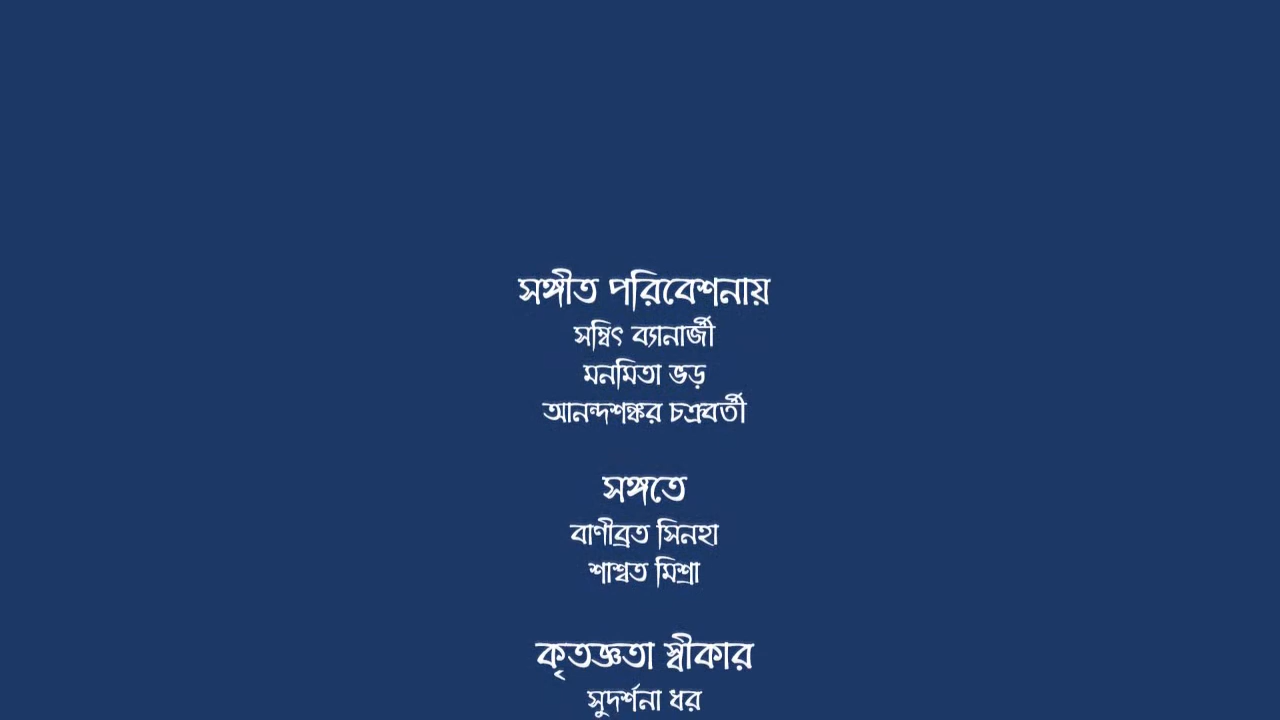 সঙ্গীত পরিবেশনায়
সম্বিৎ ব্যানার্জী
মনমিতা ভড়
আনন্দশঙ্কর চক্রবর্তী
সঙ্গতে
বাণীব্রত সিনহা
শাশ্বত মিশ্রা
কৃতজ্ঞতা স্বীকার
সুদর্শনা ধর